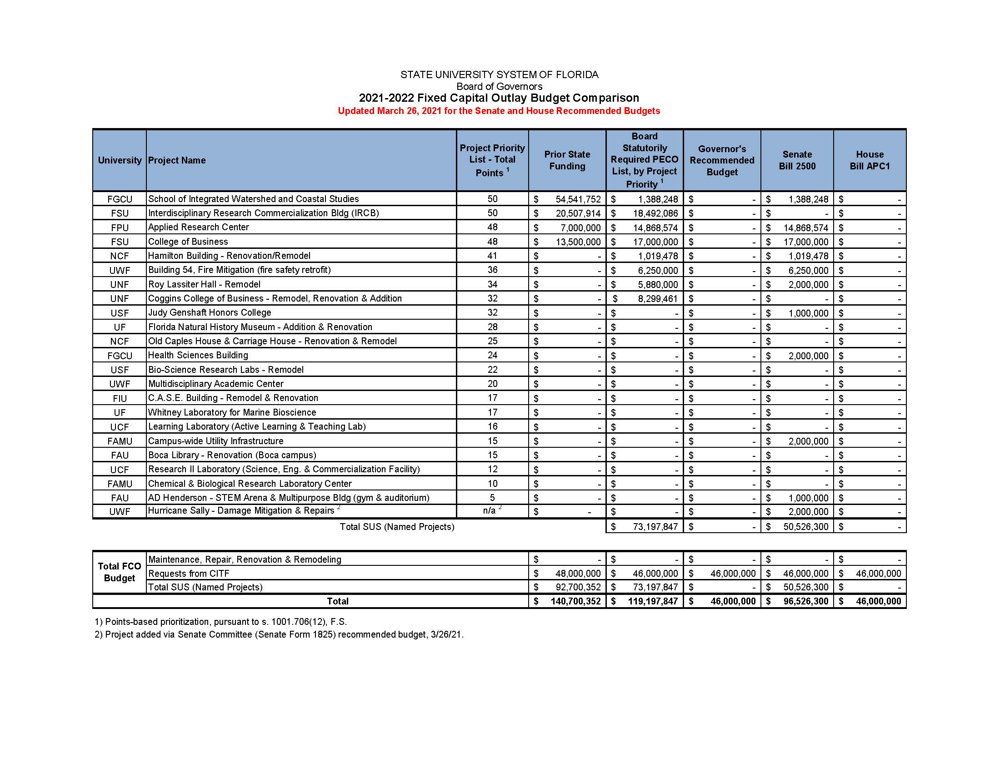 STATE UNIVERSITY SYSTEM OF FLORIDA
Board of Governors
2021-2022 Fixed Capital Outlay Budget Comparison
Updated March 26, 2021 for the Senate and House Recommended Budgets
University Project Name Project Priority List - Total Points 1 Prior State Funding Board Statutorily Required PECO List, by Project Priority 1 Governor's Recommended Budget Senate Bill 2500 House Bill APC1
FGCU School of Integrated Watershed and Coastal Studies 50 $ 54,541,752 $ 1,388,248 $ - $ 1,388,248 $ -
FSU Interdisciplinary Research Commercialization Bldg (IRCB) 50 $ 20,507,914 $ 18,492,086 $ - $ - $ -
FPU Applied Research Center 48 $ 7,000,000 $ 14,868,574 $ - $ 14,868,574 $ -
FSU College of Business 48 $ 13,500,000 $ 17,000,000 $ - $ 17,000,000 $ -
NCF Hamilton Building - Renovation/Remodel 41 $ - $ 1,019,478 $ - $ 1,019,478 $ -
UWF Building 54, Fire Mitigation (fire safety retrofit) 36 $ - $ 6,250,000 $ - $ 6,250,000 $ -
UNF Roy Lassiter Hall - Remodel 34 $ - $ 5,880,000 $ - $ 2,000,000 $ -
UNF Coggins College of Business - Remodel, Renovation & Addition 32 $ - $ 8,299,461 $ - $ - $ -
USF Judy Genshaft Honors College 32 $ - $ - $ - $ 1,000,000 $ -
UF Florida Natural History Museum - Addition & Renovation 28 $ - $ - $ - $ - $ -
NCF Old Caples House & Carriage House - Renovation & Remodel 25 $ - $ - $ - $ - $ -
FGCU Health Sciences Building 24 $ - $ - $ - $ 2,000,000 $ -
USF Bio-Science Research Labs - Remodel 22 $ - $ - $ - $ - $ -
UWF Multidisciplinary Academic Center 20 $ - $ - $ - $ - $ -
FIU C.A.S.E. Building - Remodel & Renovation 17 $ - $ - $ - $ - $ -
UF Whitney Laboratory for Marine Bioscience 17 $ - $ - $ - $ - $ -
UCF Learning Laboratory (Active Learning & Teaching Lab) 16 $ - $ - $ - $ - $ -
FAMU Campus-wide Utility Infrastructure 15 $ - $ - $ - $ 2,000,000 $ -
FAU Boca Library - Renovation (Boca campus) 15 $ - $ - $ - $ - $ -
UCF Research II Laboratory (Science, Eng. & Commercialization Facility) 12 $ - $ - $ - $ - $ -
FAMU Chemical & Biological Research Laboratory Center 10 $ - $ - $ - $ - $ -
FAU AD Henderson - STEM Arena & Multipurpose Bldg (gym & auditorium) 5 $ - $ - $ - $ 1,000,000 $ -
UWF Hurricane Sally - Damage Mitigation & Repairs 2 n/a 2 $ - $ - $ - $ 2,000,000 $ -
Total SUS (Named Projects) $ 73,197,847 $ - $ 50,526,300 $ -
Total FCO Budget
Maintenance, Repair, Renovation & Remodeling $ - $ - $ - $ - $ -
Requests from CITF $ 48,000,000 $ 46,000,000 $ 46,000,000 $ 46,000,000 $ 46,000,000
Total SUS (Named Projects) $ 92,700,352 $ 73,197,847 $ - $ 50,526,300 $ -
Total $ 140,700,352 $ 119,197,847 $ 46,000,000 $ 96,526,300 $ 46,000,000
1) Points-based prioritization, pursuant to s. 1001.706(12), F.S.
2) Project added via Senate Committee (Senate Form 1825) recommended budget, 3/26/21.